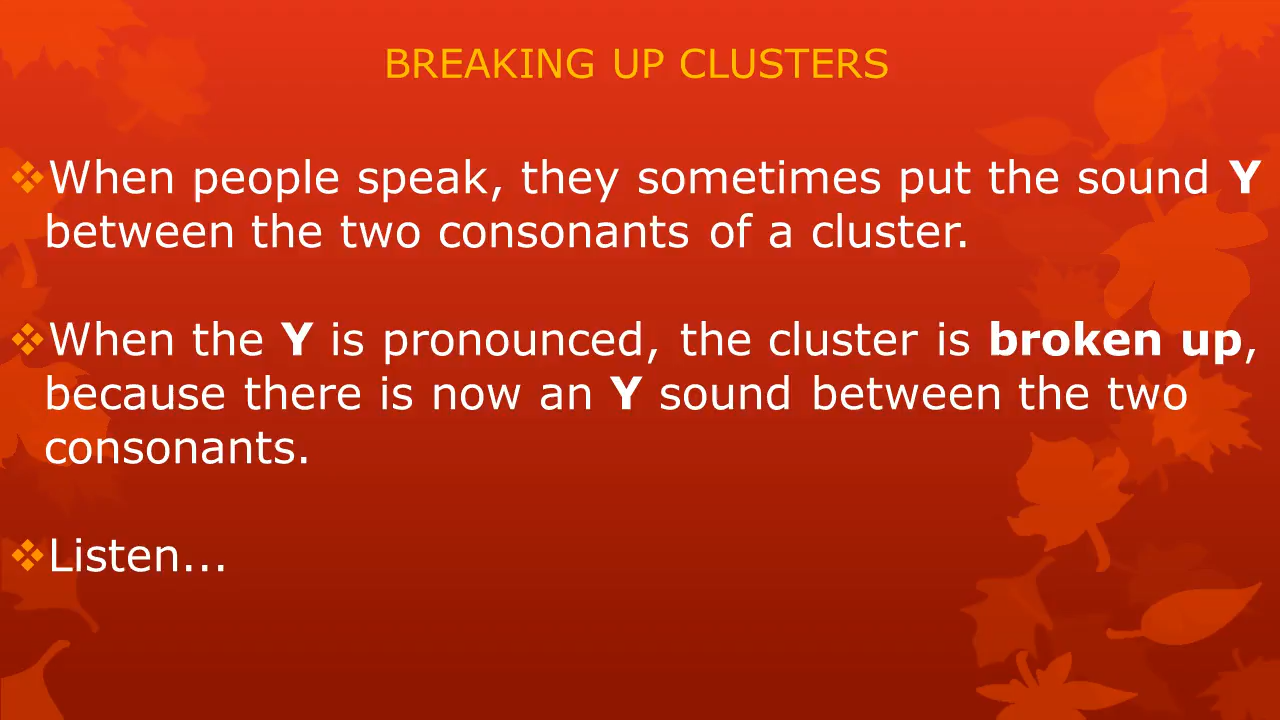 BREAKING UP CLUSTERS
❖When people speak, they sometimes put the sound Y
between the two consonants of a cluster.
❖When the Y is pronounced, the cluster is broken up,
because there is now an Y sound between the two
consonants.
❖Listen...